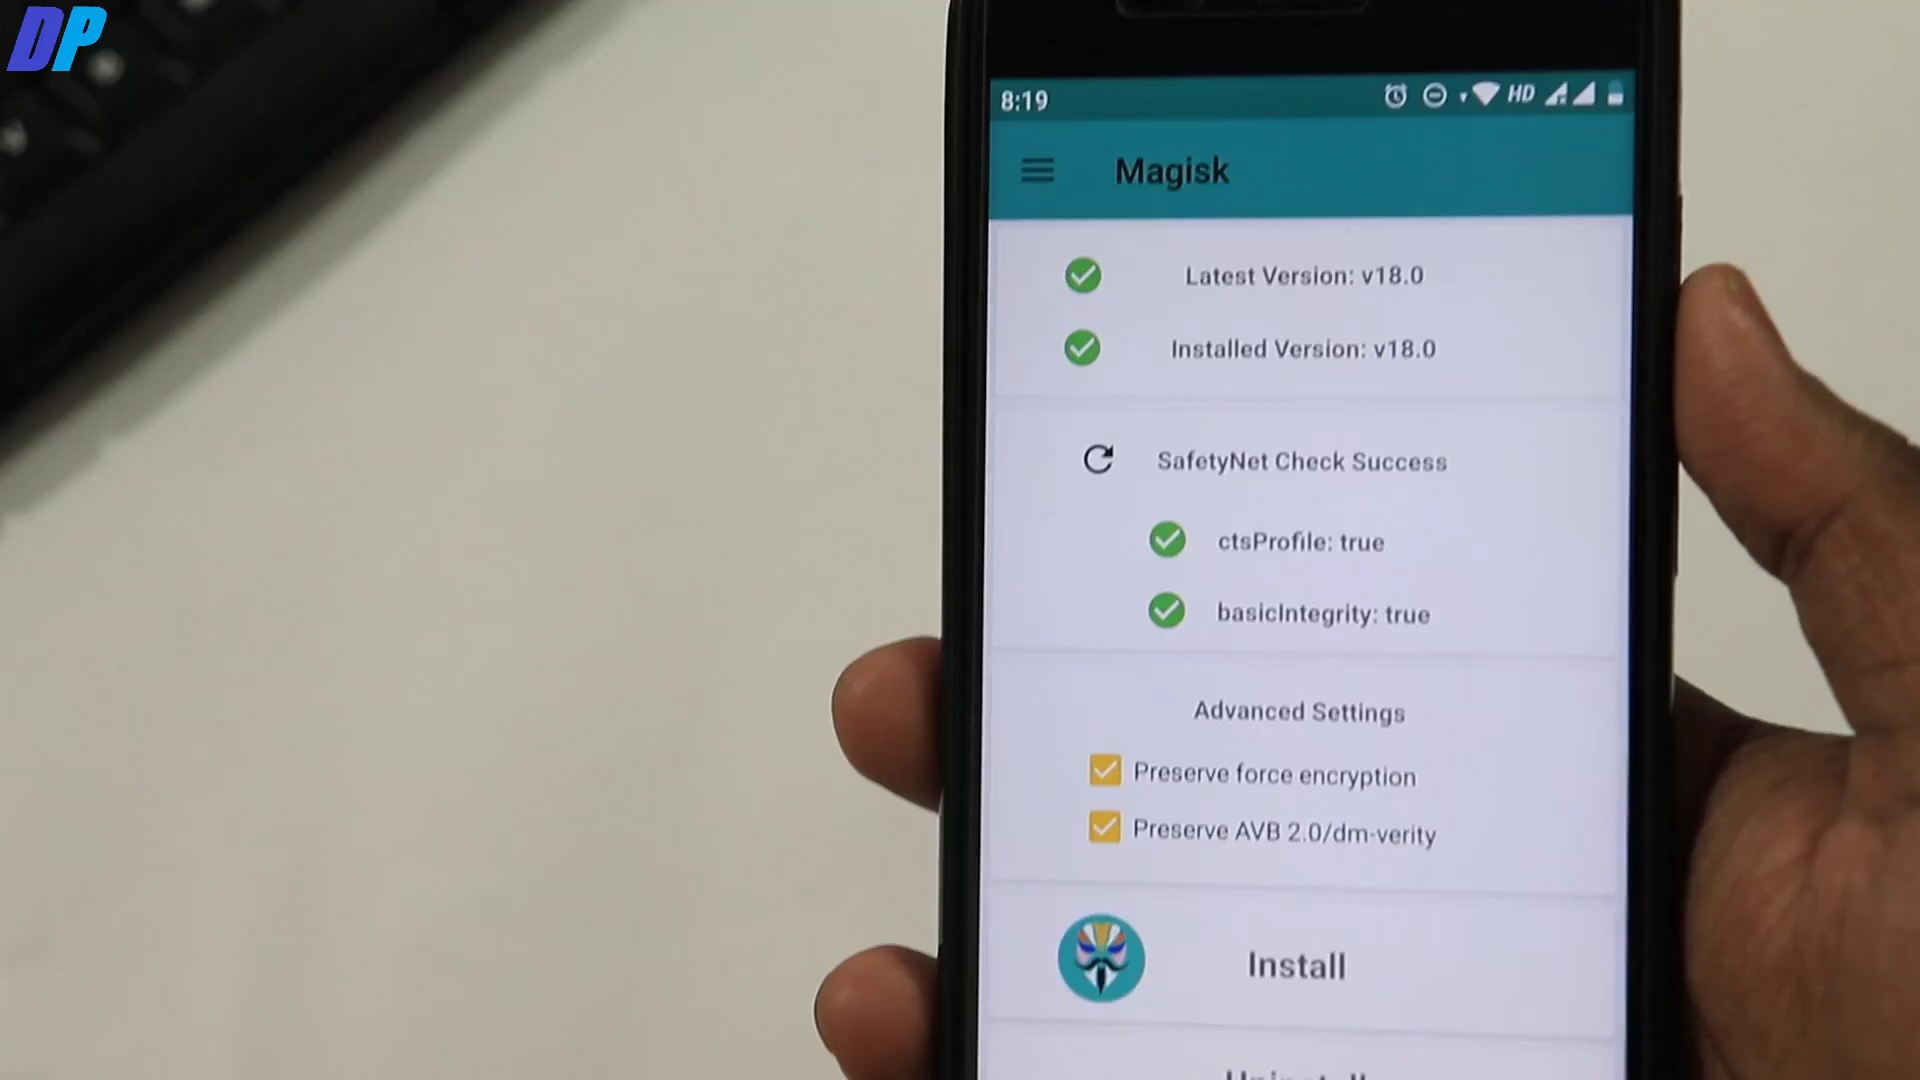 DP
8:19
HD
Magisk
Latest Version: v18.0
Installed Version: v18.0
SafetyNet Check Success
ctsProfile: true
basicIntegrity: true
Advanced Settings
Preserve force encryption
Preserve AVB 2.0/dm-verity
Install
Uninstall